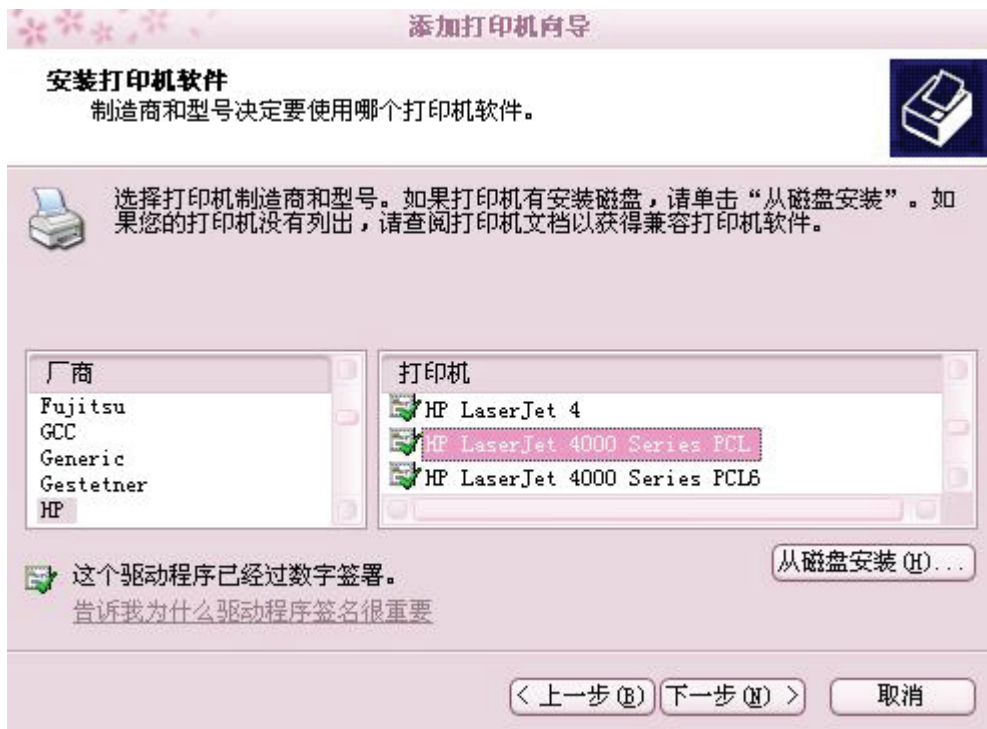 添加打印机向导
安装打印机软件
制造商和型号决定要使用哪个打印机软件。
选择打印机制造商和型号。如果打印机有安装磁盘，请单击“从磁盘安装”。如
果您的打印机没有列出，请查阅打印机文档以获得兼容打印机软件。
厂商
Fujitsu
GCC
Generic
Gestetner
HP
打印机
HP LaserJet 4
HP LaserJet 4000 Series PCL
HP LaserJet 4000 Series PCL6
从磁盘安装(H)...
这个驱动程序已经过数字签署。
告诉我为什么驱动程序签名很重要
< 上一步(B)
下一步(N) >
取消